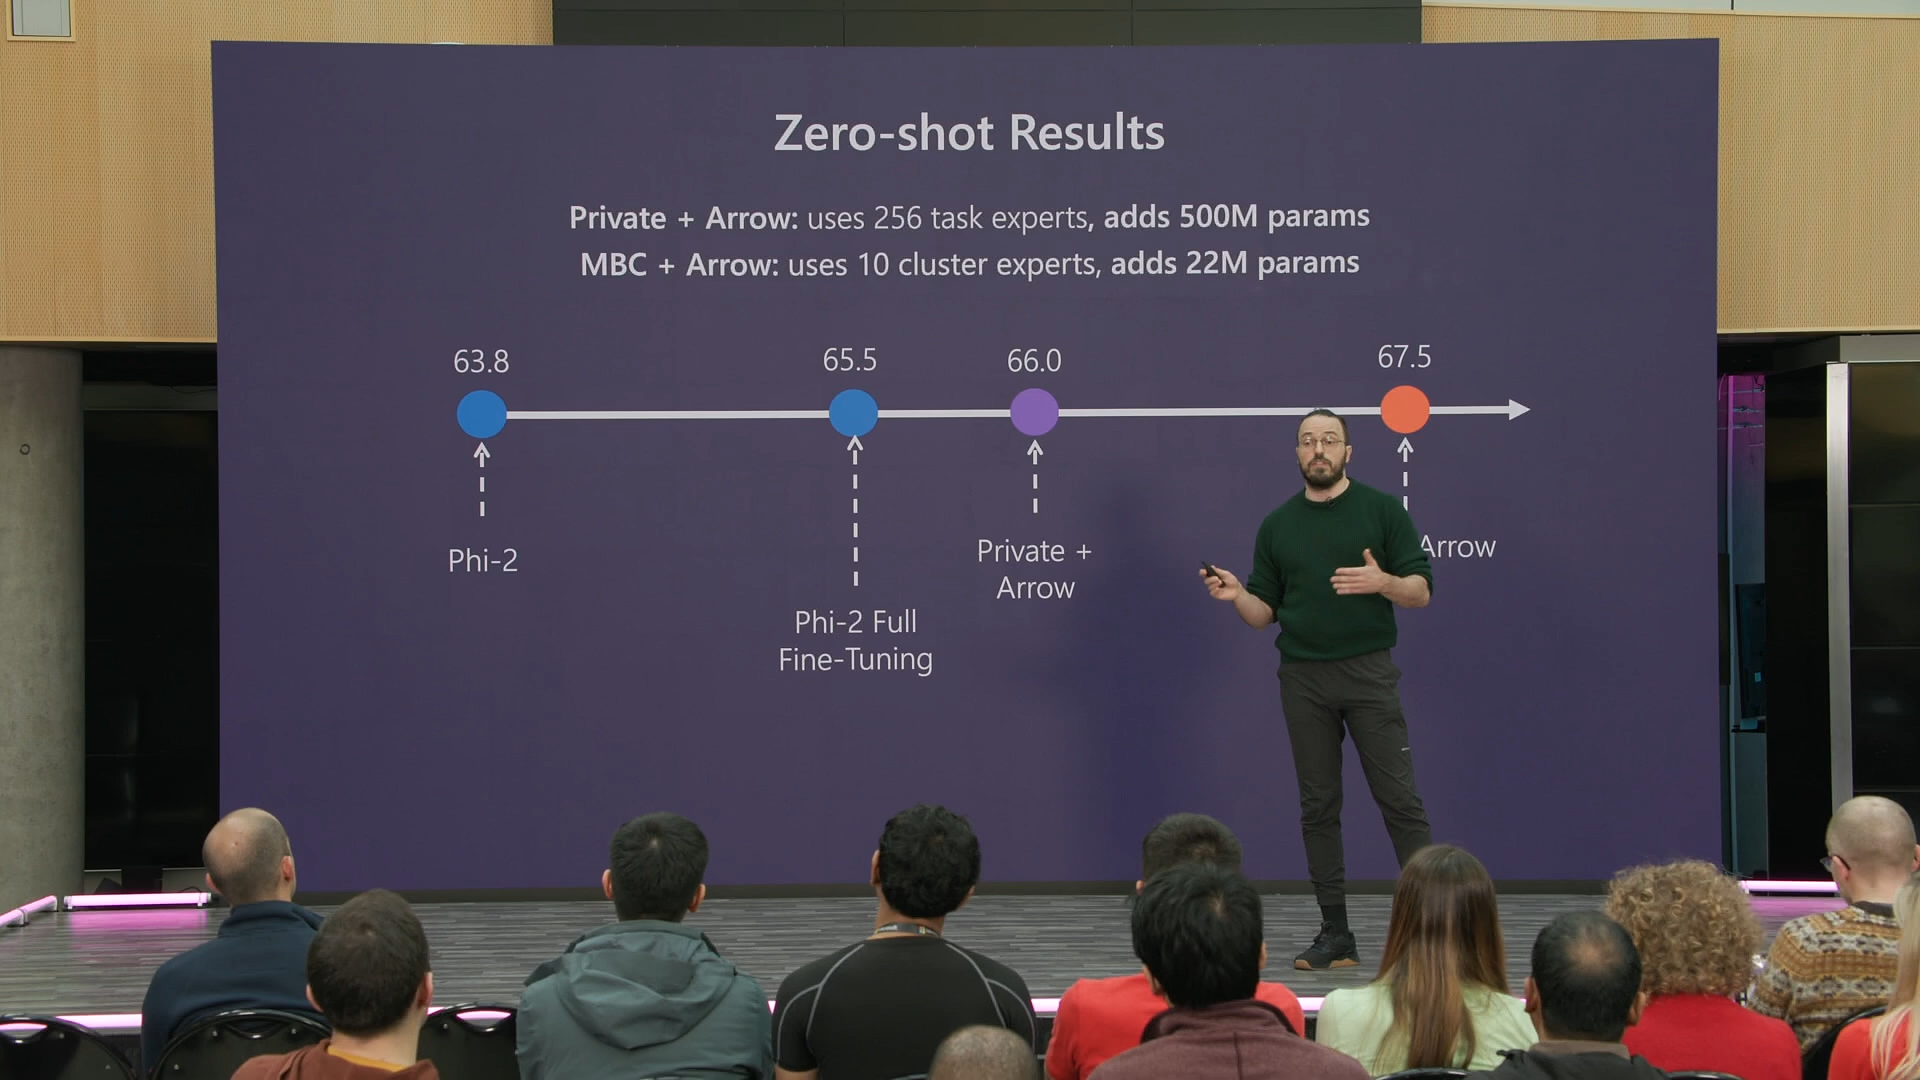 Zero-shot Results
Private + Arrow: uses 256 task experts, adds 500M params
MBC + Arrow: uses 10 cluster experts, adds 22M params
63.8
65.5
66.0
67.5
Phi-2
Phi-2 Full
Fine-Tuning
Private +
Arrow
Arrow